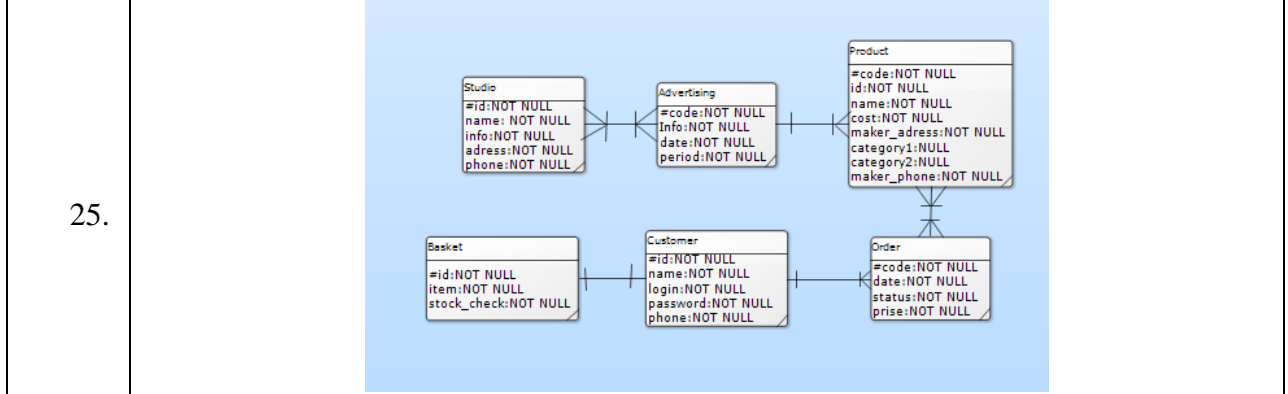 25.
Studio
#id:NOT NULL
name: NOT NULL
info:NOT NULL
adress:NOT NULL
phone:NOT NULL
Advertising
#code:NOT NULL
Info:NOT NULL
date:NOT NULL
period:NOT NULL
Product
#code:NOT NULL
id:NOT NULL
name:NOT NULL
cost:NOT NULL
maker_adress:NOT NULL
category1:NULL
category2:NULL
maker_phone:NOT NULL
Basket
#id:NOT NULL
item:NOT NULL
stock_check:NOT NULL
Customer
#id:NOT NULL
name:NOT NULL
login:NOT NULL
password:NOT NULL
phone:NOT NULL
Order
#code:NOT NULL
date:NOT NULL
status:NOT NULL
prise:NOT NULL